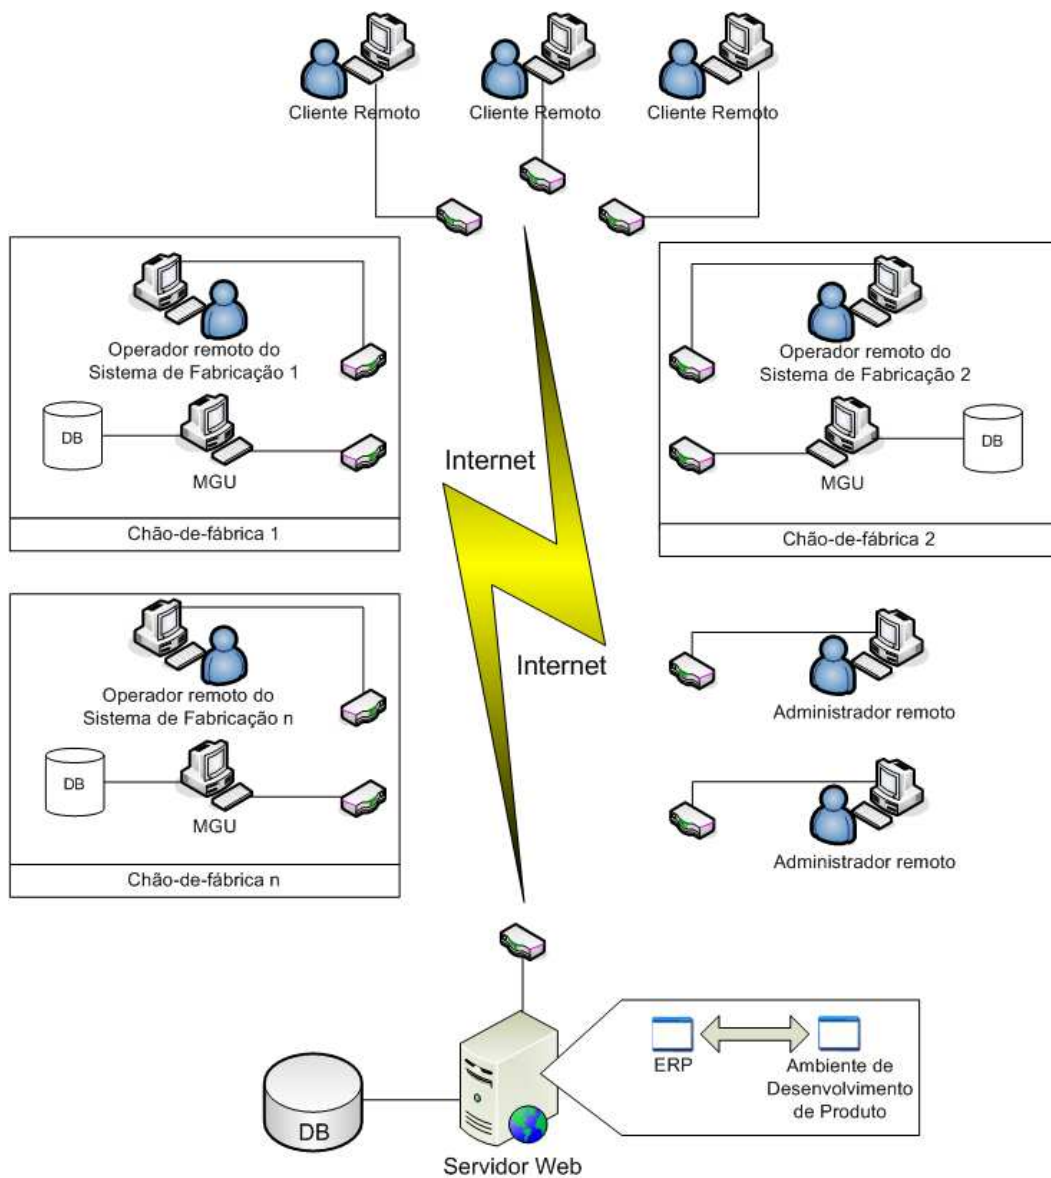 Cliente Remoto
Cliente Remoto
Cliente Remoto
Operador remoto do
Sistema de Fabricação 1
DB
MGU
Chão-de-fábrica 1
Operador remoto do
Sistema de Fabricação 2
MGU
DB
Chão-de-fábrica 2
Internet
Internet
Operador remoto do
Sistema de Fabricação n
DB
MGU
Chão-de-fábrica n
Administrador remoto
Administrador remoto
DB
Servidor Web
ERP
Ambiente de
Desenvolvimento
de Produto